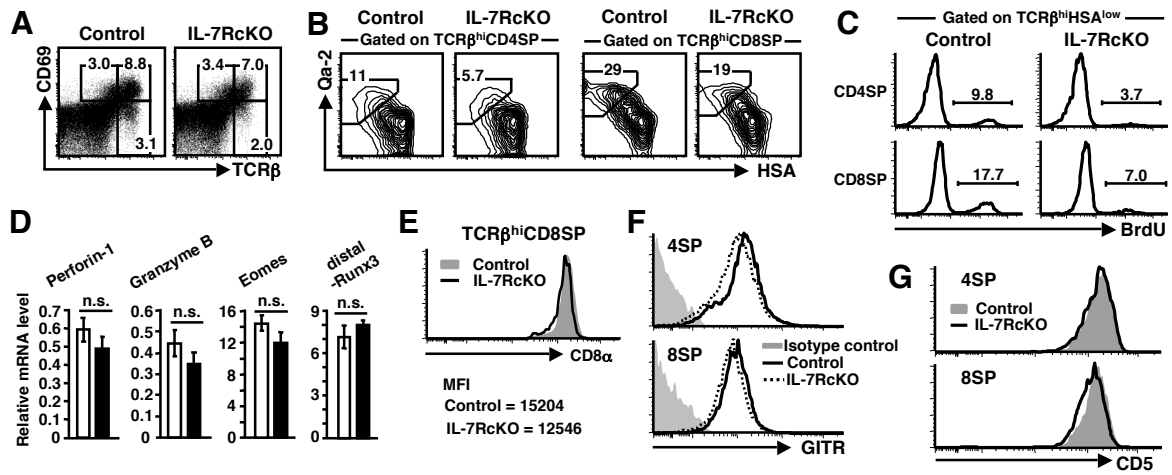 A
Control
IL-7RcKO
CD69
3.0
8.8
3.1
3.4
7.0
2.0
TCRβ
B
Control
IL-7RcKO
Control
IL-7RcKO
Gated on TCRβhiCD4SP
Gated on TCRβhiCD8SP
Qa-2
11
5.7
29
19
HSA
C
Gated on TCRβhiHSAlow
Control
IL-7RcKO
CD4SP
9.8
3.7
CD8SP
17.7
7.0
BrdU
D
Relative mRNA level
Perforin-1
n.s.
0.7
0.6
0.5
0.4
0.3
0.2
0.1
0
Granzyme B
n.s.
0.6
0.5
0.4
0.3
0.2
0.1
0
Eomes
n.s.
16
12
8
4
0
distal
-Runx3
n.s.
9
6
3
0
E
TCRβhiCD8SP
Control
IL-7RcKO
CD8α
MFI
Control = 15204
IL-7RcKO = 12546
F
4SP
8SP
Isotype control
Control
IL-7RcKO
GITR
G
4SP
Control
IL-7RcKO
8SP
CD5